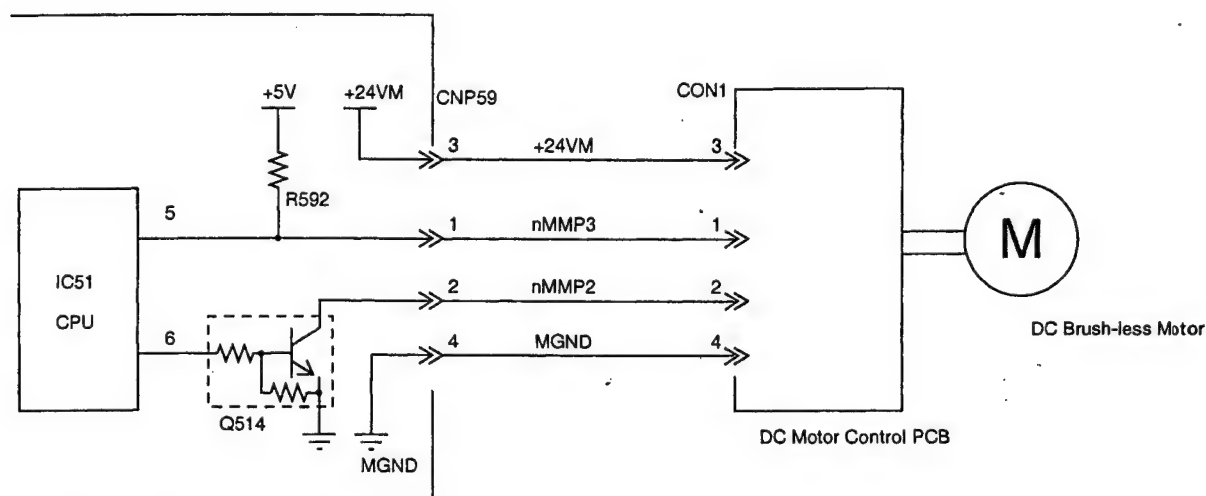 +5V
+24VM
CNP59
CON1
3
+24VM
3
R592
5
1
nMMP3
1
M
IC51
CPU
2
nMMP2
2
DC Brush-less Motor
6
4
MGND
4
Q514
DC Motor Control PCB
MGND